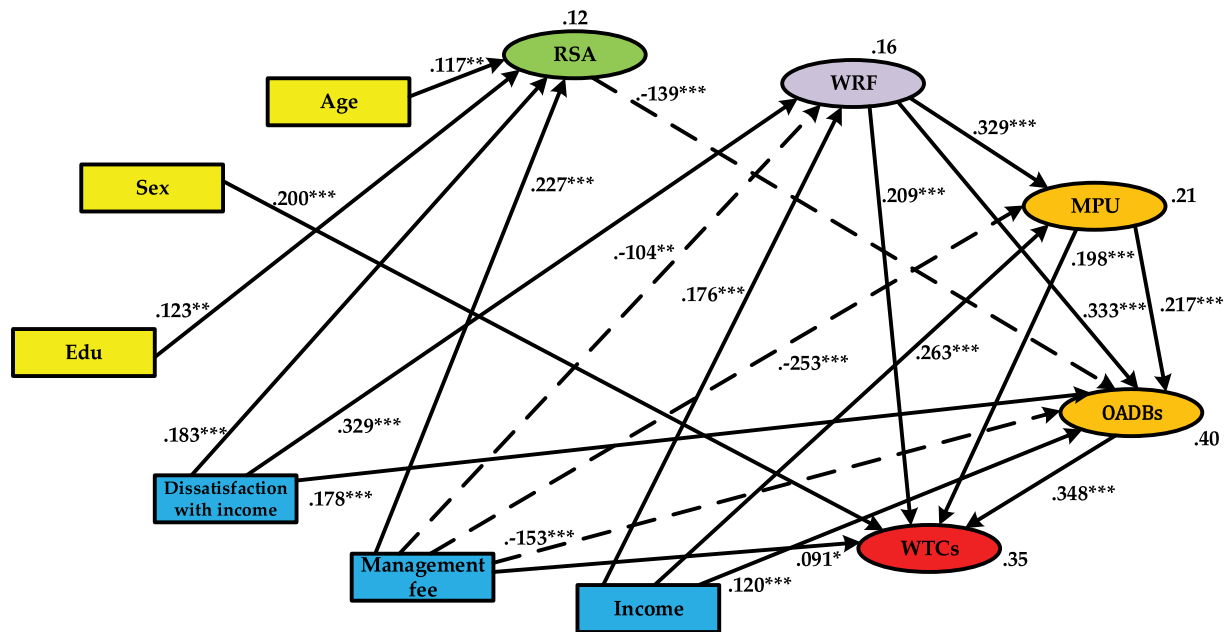 .12
RSA
.16
WRF
.117**
Age
.-139***
.329***
Sex
.200***
.227***
.209***
MPU
.21
.-104**
.198***
.176***
.333***
.217***
.123**
Edu
.263***
.-253***
OADBs
.183***
.329***
.40
Dissatisfaction
with income
.178***
.348***
.-153***
.091*
WTCs
.35
Management
fee
.120***
Income